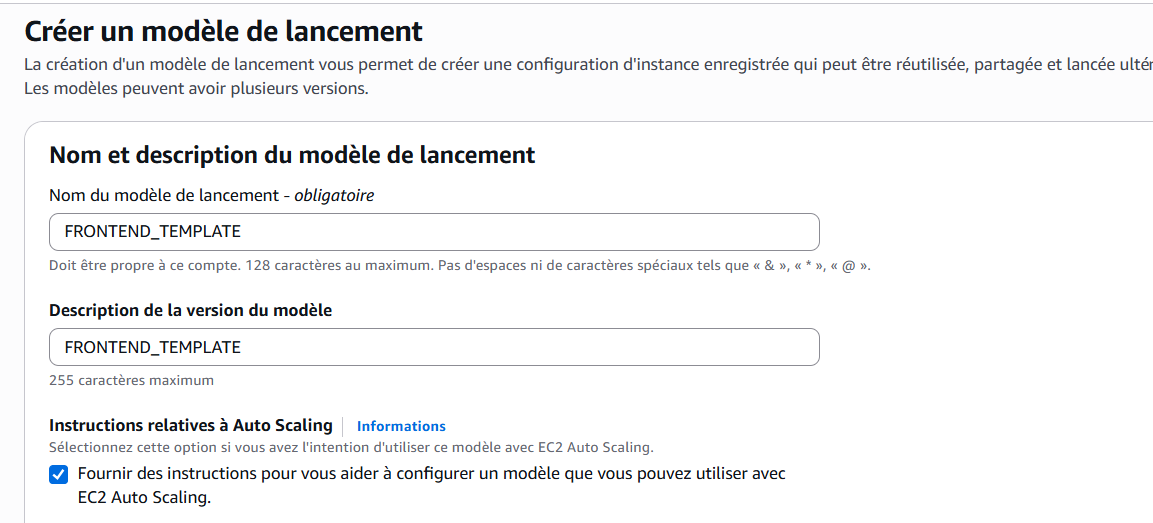 Créer un modèle de lancement
La création d'un modèle de lancement vous permet de créer une configuration d'instance enregistrée qui peut être réutilisée, partagée et lancée
Les modèles peuvent avoir plusieurs versions.
Nom et description du modèle de lancement
Nom du modèle de lancement - obligatoire
FRONTEND_TEMPLATE
Doit être propre à ce compte. 128 caractères au maximum. Pas d'espaces ni de caractères spéciaux tels que « & », « * », « @ ».
Description de la version du modèle
FRONTEND_TEMPLATE
255 caractères maximum
Instructions relatives à Auto Scaling Informations
Sélectionnez cette option si vous avez l'intention d'utiliser ce modèle avec EC2 Auto Scaling.
Fournir des instructions pour vous aider à configurer un modèle que vous pouvez utiliser avec
EC2 Auto Scaling.